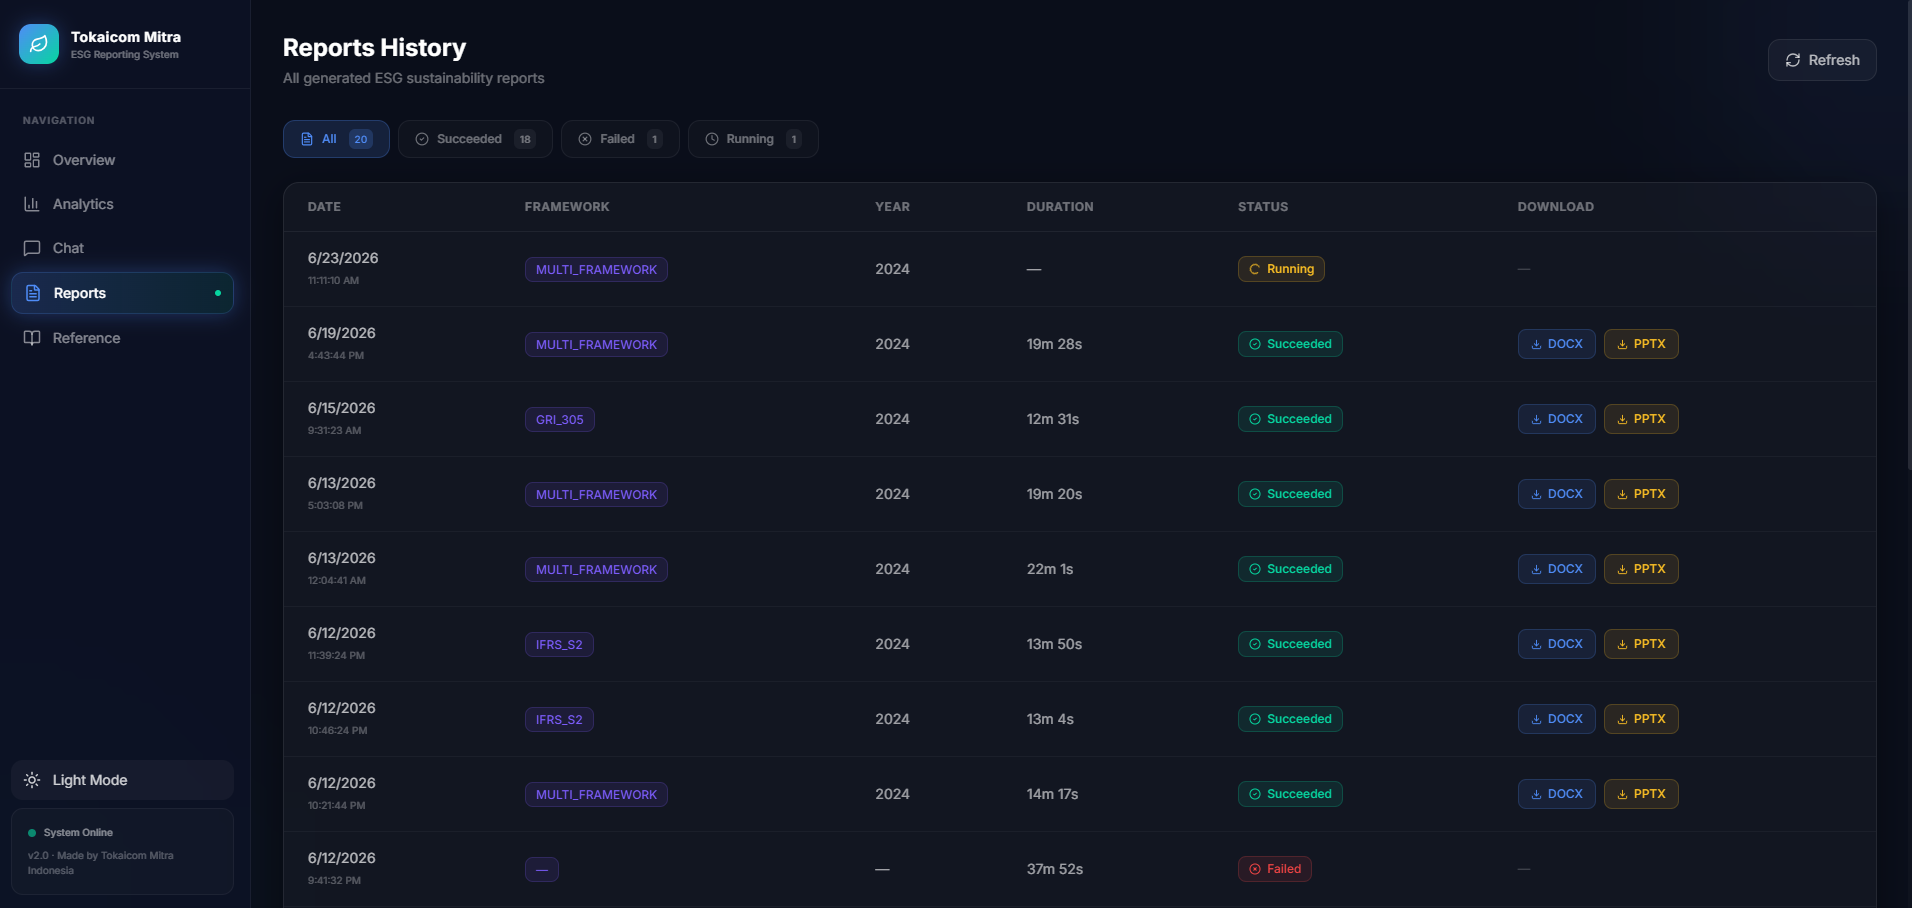 Tokaicom Mitra
ESG Reporting System
NAVIGATION
Overview
Analytics
Chat
Reports
Reference
Light Mode
System Online
v2.0 · Made by Tokaicom Mitra
Indonesia
Reports History
All generated ESG sustainability reports
Refresh
All 20 Succeeded 18 Failed 1 Running 1
DATE FRAMEWORK YEAR DURATION STATUS DOWNLOAD
6/23/2026
11:11:10 AM
MULTI_FRAMEWORK 2024 — Running —
6/19/2026
4:43:44 PM
MULTI_FRAMEWORK 2024 19m 28s Succeeded DOCX PPTX
6/15/2026
9:31:23 AM
GRI_305 2024 12m 31s Succeeded DOCX PPTX
6/13/2026
5:03:08 PM
MULTI_FRAMEWORK 2024 19m 20s Succeeded DOCX PPTX
6/13/2026
12:04:41 AM
MULTI_FRAMEWORK 2024 22m 1s Succeeded DOCX PPTX
6/12/2026
11:39:24 PM
IFRS_S2 2024 13m 50s Succeeded DOCX PPTX
6/12/2026
10:46:24 PM
IFRS_S2 2024 13m 4s Succeeded DOCX PPTX
6/12/2026
10:21:44 PM
MULTI_FRAMEWORK 2024 14m 17s Succeeded DOCX PPTX
6/12/2026
9:41:32 PM
— — 37m 52s Failed —